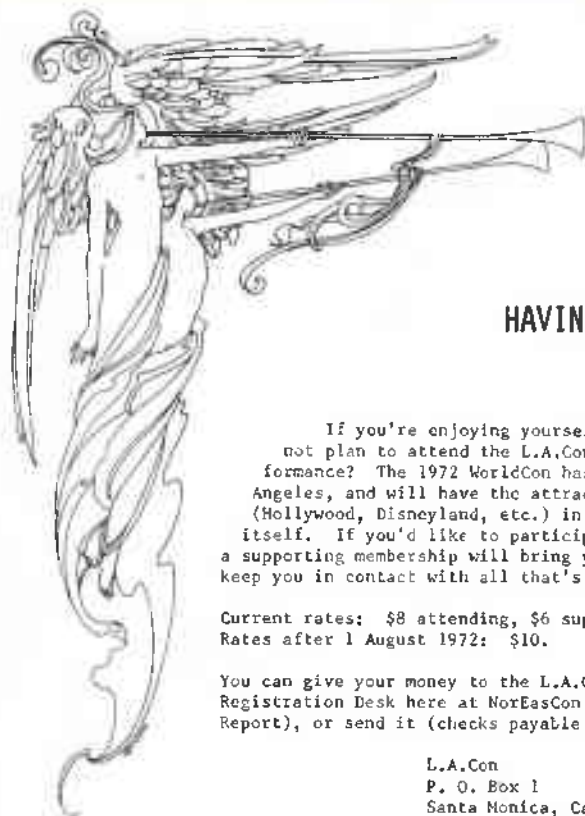 HAVIN
If you're enjoying yourse
not plan to attend the L.A.Con
formance? The 1972 WorldCon ha
Angeles, and will have the attrac
(Hollywood, Disneyland, etc.) in
itself. If you'd like to particip
a supporting membership will bring y
keep you in contact with all that's
Current rates: $8 attending, $6 sup
Rates after 1 August 1972: $10.
You can give your money to the L.A.C
Registration Desk here at NorEasCon
Report), or send it (checks payable
L.A.Con
P. O. Box 1
Santa Monica, Ca